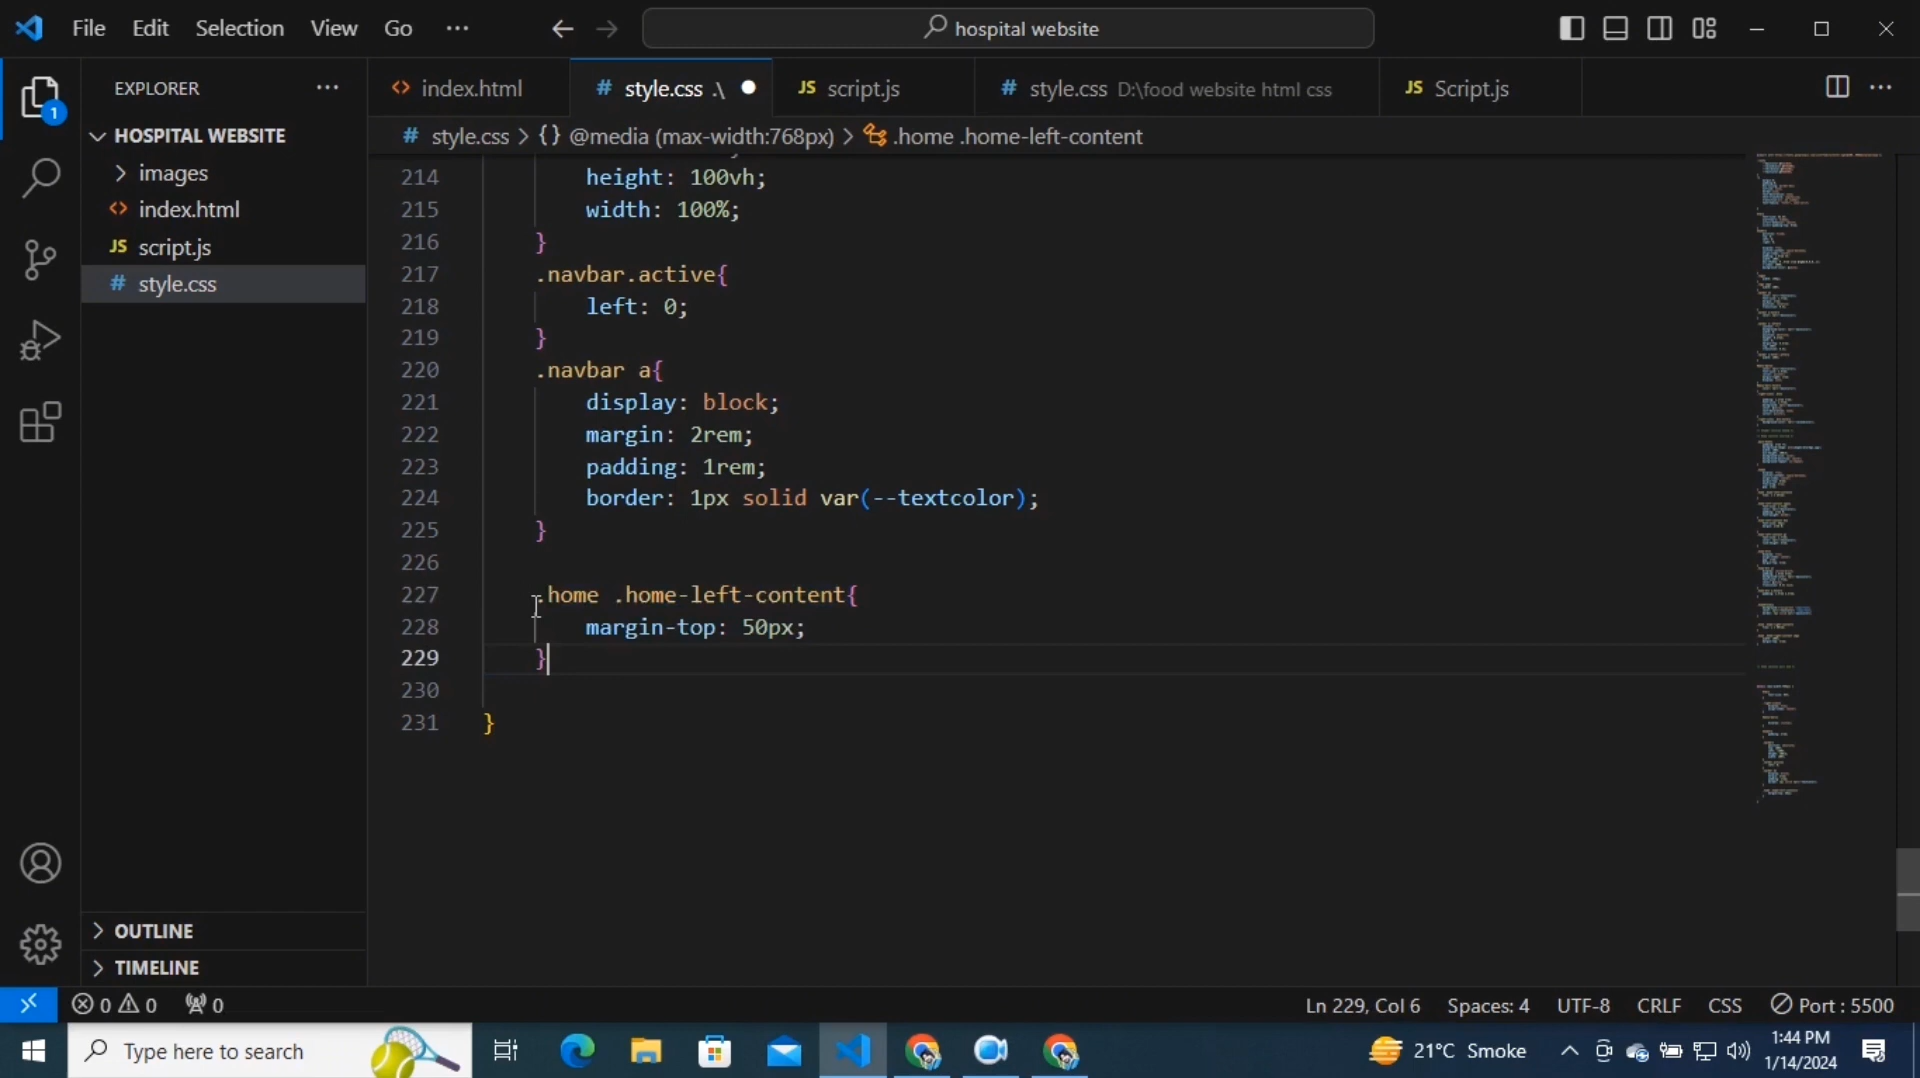 File Edit Selection View Go ···
hospital website
EXPLORER ···
1
HOSPITAL WEBSITE
images
<> index.html
JS script.js
# style.css
OUTLINE
TIMELINE
<> index.html
# style.css .\
JS script.js
# style.css D:\food website html css
JS Script.js
# style.css > {} @media (max-width:768px) > .home .home-left-content
214 height: 100vh;
215 width: 100%;
216 }
217 .navbar.active{
218 left: 0;
219 }
220 .navbar a{
221 display: block;
222 margin: 2rem;
223 padding: 1rem;
224 border: 1px solid var(--textcolor);
225 }
226
227 .home .home-left-content{
228 margin-top: 50px;
229 }
230
231 }
0 0 0
Ln 229, Col 6 Spaces: 4 UTF-8 CRLF CSS Port : 5500
Type here to search
21°C Smoke
1:44 PM
1/14/2024